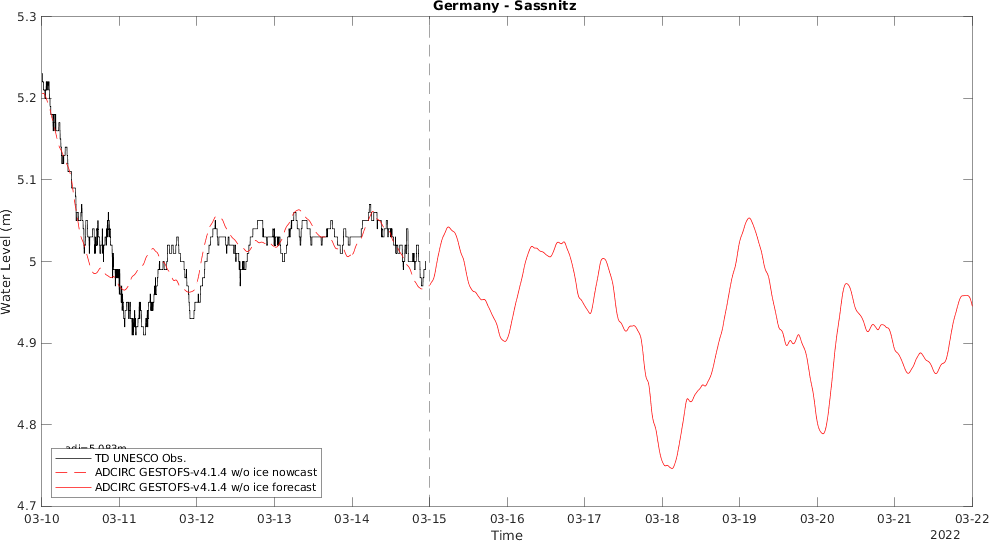 Germany - Sassnitz
5.3
5.2
5.1
5
4.9
4.8
4.7
Water Level (m)
adj=5.083m
TD UNESCO Obs.
ADCIRC GESTOFS-v4.1.4 w/o ice nowcast
ADCIRC GESTOFS-v4.1.4 w/o ice forecast
03-10 03-11 03-12 03-13 03-14 03-15 03-16 03-17 03-18 03-19 03-20 03-21 03-22
Time
2022